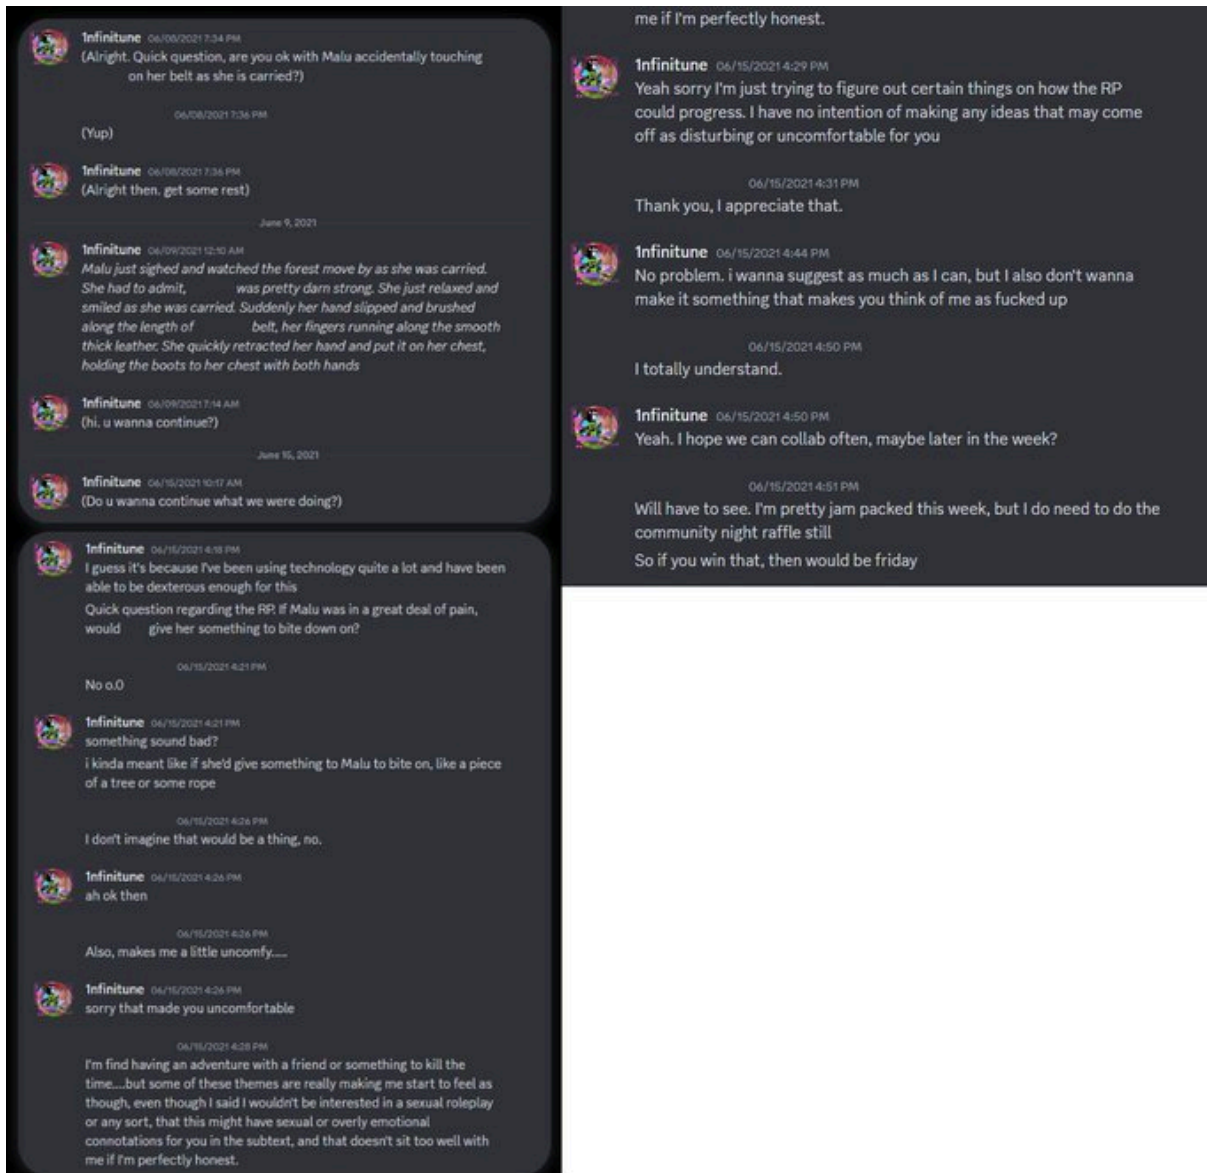 1nfinitune 06/08/2021 7:34 PM
(Alright. Quick question, are you ok with Malu accidentally touching
on her belt as she is carried?)
06/08/2021 7:36 PM
(Yup)
1nfinitune 06/08/2021 7:36 PM
(Alright then. get some rest)
June 9, 2021
1nfinitune 06/09/2021 12:10 AM
Malu just sighed and watched the forest move by as she was carried.
She had to admit, was pretty darn strong. She just relaxed and
smiled as she was carried. Suddenly her hand slipped and brushed
along the length of belt, her fingers running along the smooth
thick leather. She quickly retracted her hand and put it on her chest,
holding the boots to her chest with both hands
1nfinitune 06/09/2021 7:14 AM
(hi. u wanna continue?)
June 15, 2021
1nfinitune 06/15/2021 10:17 AM
(Do u wanna continue what we were doing?)
1nfinitune 06/15/2021 4:18 PM
I guess it's because I've been using technology quite a lot and have been
able to be dexterous enough for this
Quick question regarding the RP. If Malu was in a great deal of pain,
would give her something to bite down on?
06/15/2021 4:21 PM
No o.0
1nfinitune 06/15/2021 4:21 PM
something sound bad?
i kinda meant like if she'd give something to Malu to bite on, like a piece
of a tree or some rope
06/15/2021 4:26 PM
I don't imagine that would be a thing, no.
1nfinitune 06/15/2021 4:26 PM
ah ok then
06/15/2021 4:26 PM
Also, makes me a little uncomfy.....
1nfinitune 06/15/2021 4:26 PM
sorry that made you uncomfortable
06/15/2021 4:28 PM
I'm find having an adventure with a friend or something to kill the
time....but some of these themes are really making me start to feel as
though, even though I said I wouldn't be interested in a sexual roleplay
or any sort, that this might have sexual or overly emotional
connotations for you in the subtext, and that doesn't sit too well with
me if I'm perfectly honest.
me if I'm perfectly honest.
1nfinitune 06/15/2021 4:29 PM
Yeah sorry I'm just trying to figure out certain things on how the RP
could progress. I have no intention of making any ideas that may come
off as disturbing or uncomfortable for you
06/15/2021 4:31 PM
Thank you, I appreciate that.
1nfinitune 06/15/2021 4:44 PM
No problem. i wanna suggest as much as I can, but I also don't wanna
make it something that makes you think of me as fucked up
06/15/2021 4:50 PM
I totally understand.
1nfinitune 06/15/2021 4:50 PM
Yeah. I hope we can collab often, maybe later in the week?
06/15/2021 4:51 PM
Will have to see. I'm pretty jam packed this week, but I do need to do the
community night raffle still
So if you win that, then would be friday